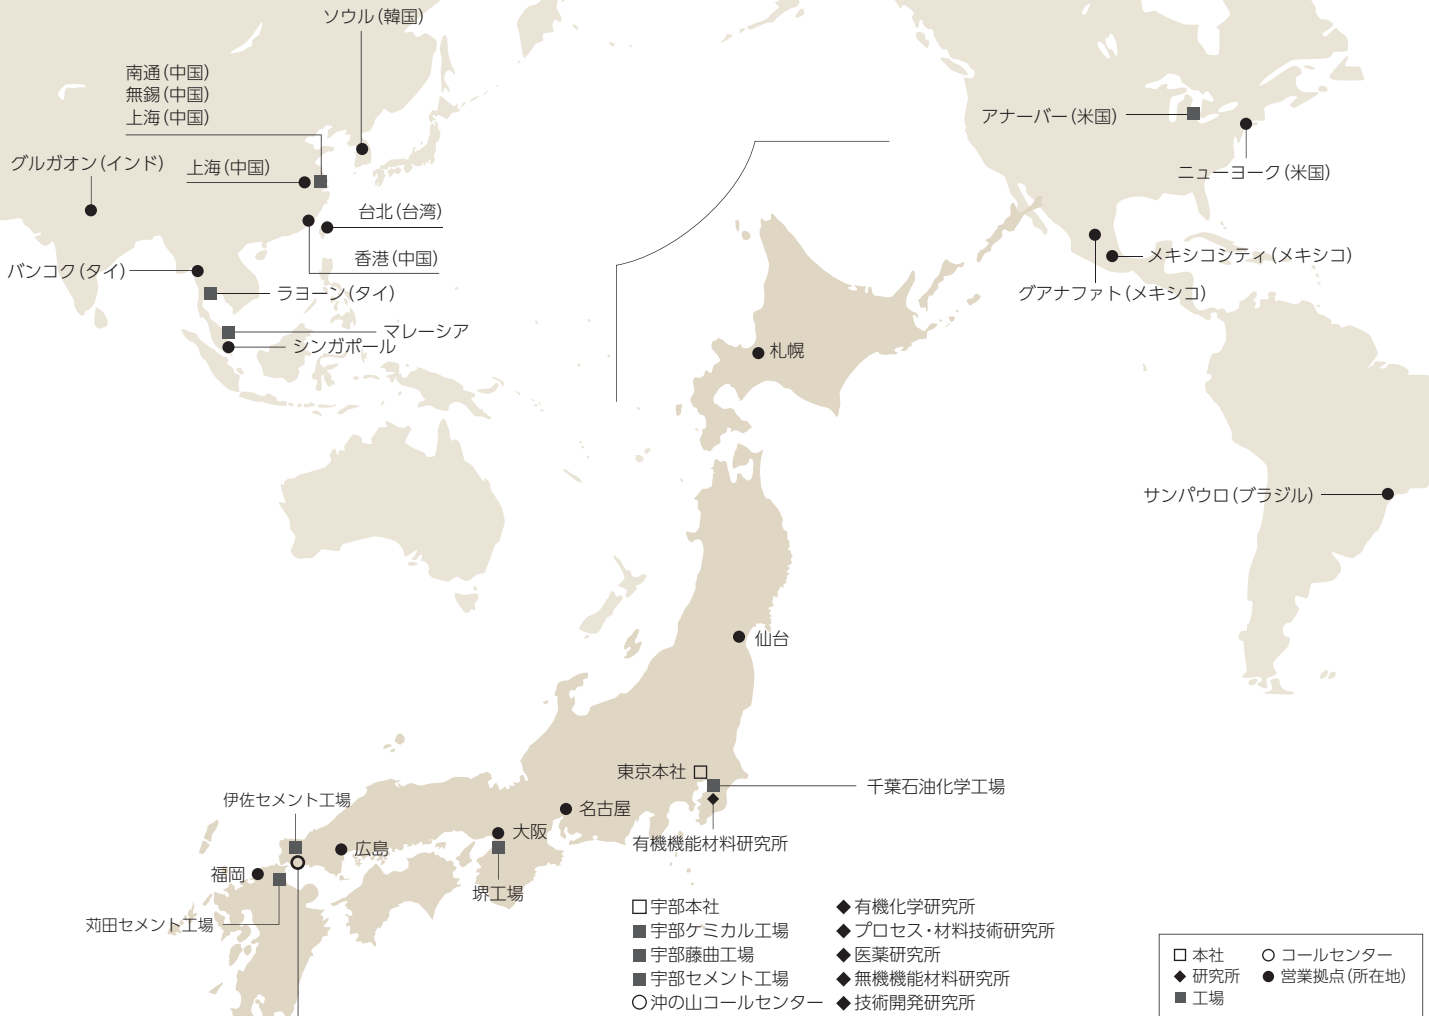 ソウル(韓国)
南通(中国)
無錫(中国)
上海(中国)
グルガオン(インド)
上海(中国)
台北(台湾)
香港(中国)
バンコク(タイ)
ラヨーン(タイ)
マレーシア
シンガポール
アナーバー(米国)
ニューヨーク(米国)
メキシコシティ(メキシコ)
グアナファト(メキシコ)
サンパウロ(ブラジル)
札幌
仙台
東京本社
千葉石油化学工場
有機機能材料研究所
名古屋
大阪
堺工場
伊佐セメント工場
広島
福岡
苅田セメント工場
宇部本社
宇部ケミカル工場
宇部藤曲工場
宇部セメント工場
沖の山コールセンター
有機化学研究所
プロセス・材料技術研究所
医薬研究所
無機機能材料研究所
技術開発研究所
本社
研究所
工場
コールセンター
営業拠点(所在地)